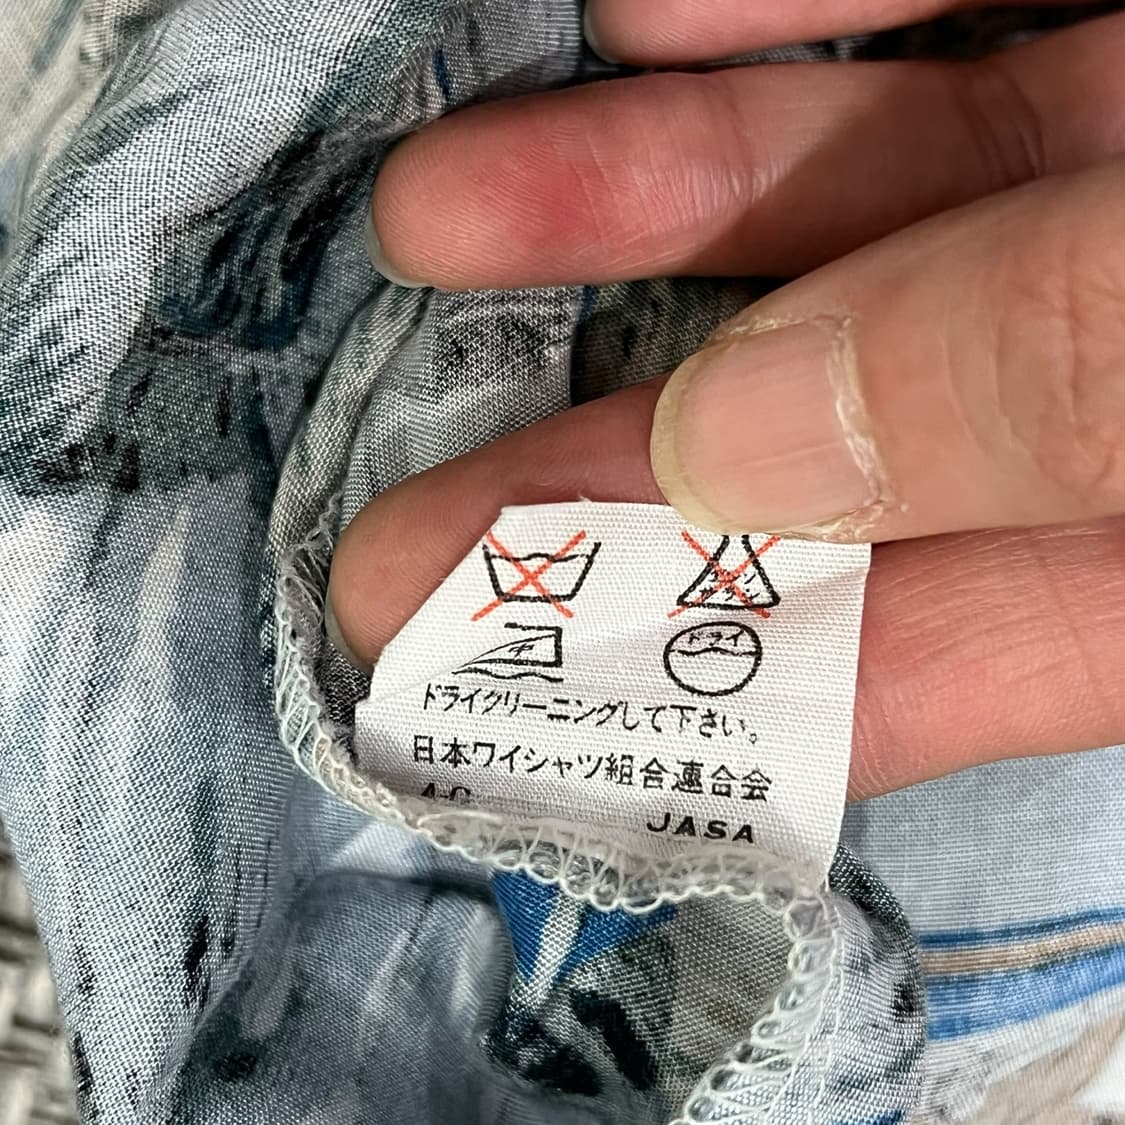 中
ドライ
ドライクリーニングして下さい。
日本ワイシャツ組合連合会
JASA